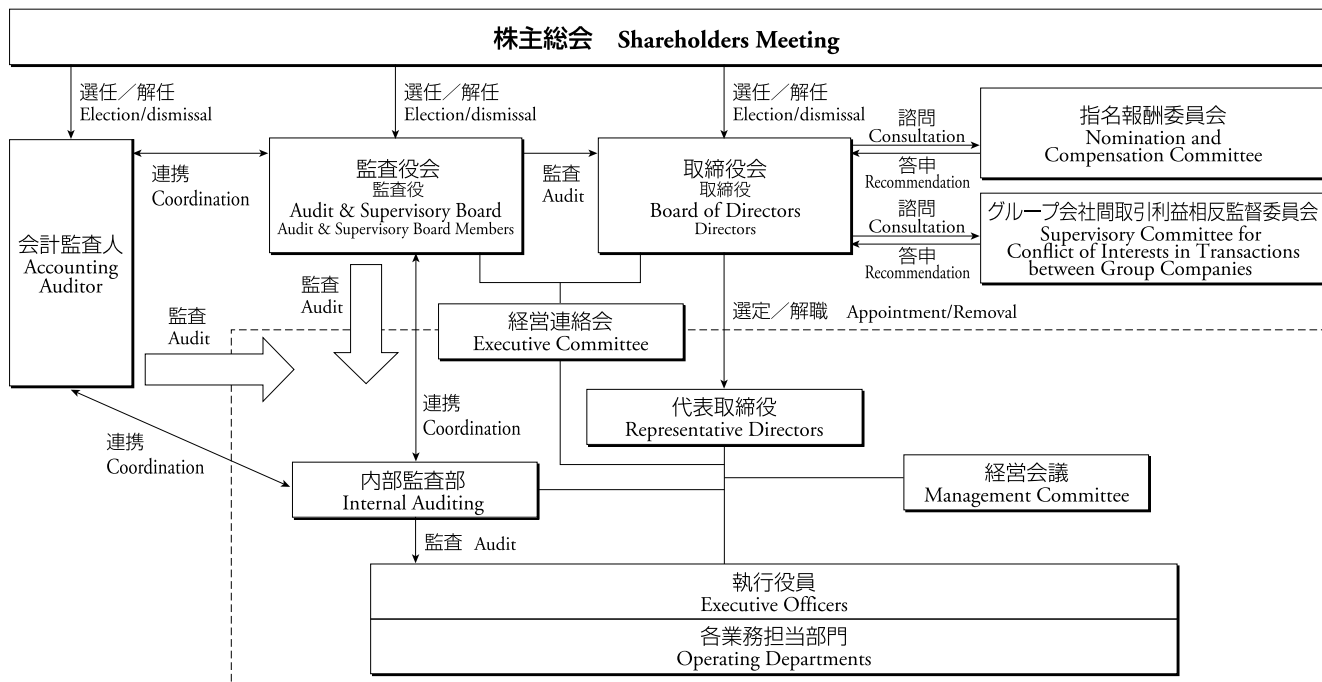 株主総会 Shareholders Meeting
選任／解任
Election/dismissal
選任／解任
Election/dismissal
選任／解任
Election/dismissal
諮問
Consultation
答申
Recommendation
指名報酬委員会
Nomination and
Compensation Committee
会計監査人
Accounting
Auditor
連携
Coordination
監査役会
監査役
Audit & Supervisory Board
Audit & Supervisory Board Members
監査
Audit
取締役会
取締役
Board of Directors
Directors
諮問
Consultation
答申
Recommendation
グループ会社間取引利益相反監督委員会
Supervisory Committee for
Conflict of Interests in Transactions
between Group Companies
監査
Audit
監査
Audit
経営連絡会
Executive Committee
選定／解職 Appointment/Removal
連携
Coordination
連携
Coordination
代表取締役
Representative Directors
内部監査部
Internal Auditing
経営会議
Management Committee
監査 Audit
執行役員
Executive Officers
各業務担当部門
Operating Departments